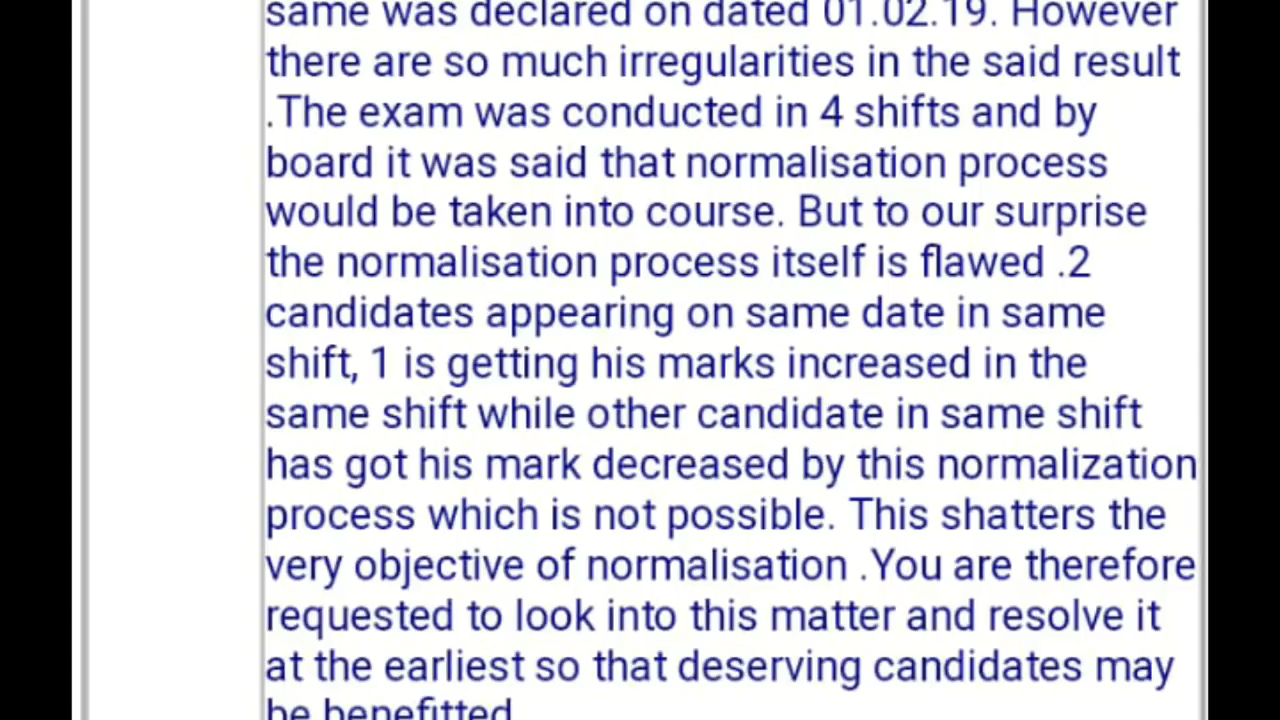 same was declared on dated 01.02.19. However
there are so much irregularities in the said result
.The exam was conducted in 4 shifts and by
board it was said that normalisation process
would be taken into course. But to our surprise
the normalisation process itself is flawed .2
candidates appearing on same date in same
shift, 1 is getting his marks increased in the
same shift while other candidate in same shift
has got his mark decreased by this normalization
process which is not possible. This shatters the
very objective of normalisation .You are therefore
requested to look into this matter and resolve it
at the earliest so that deserving candidates may
be benefitted